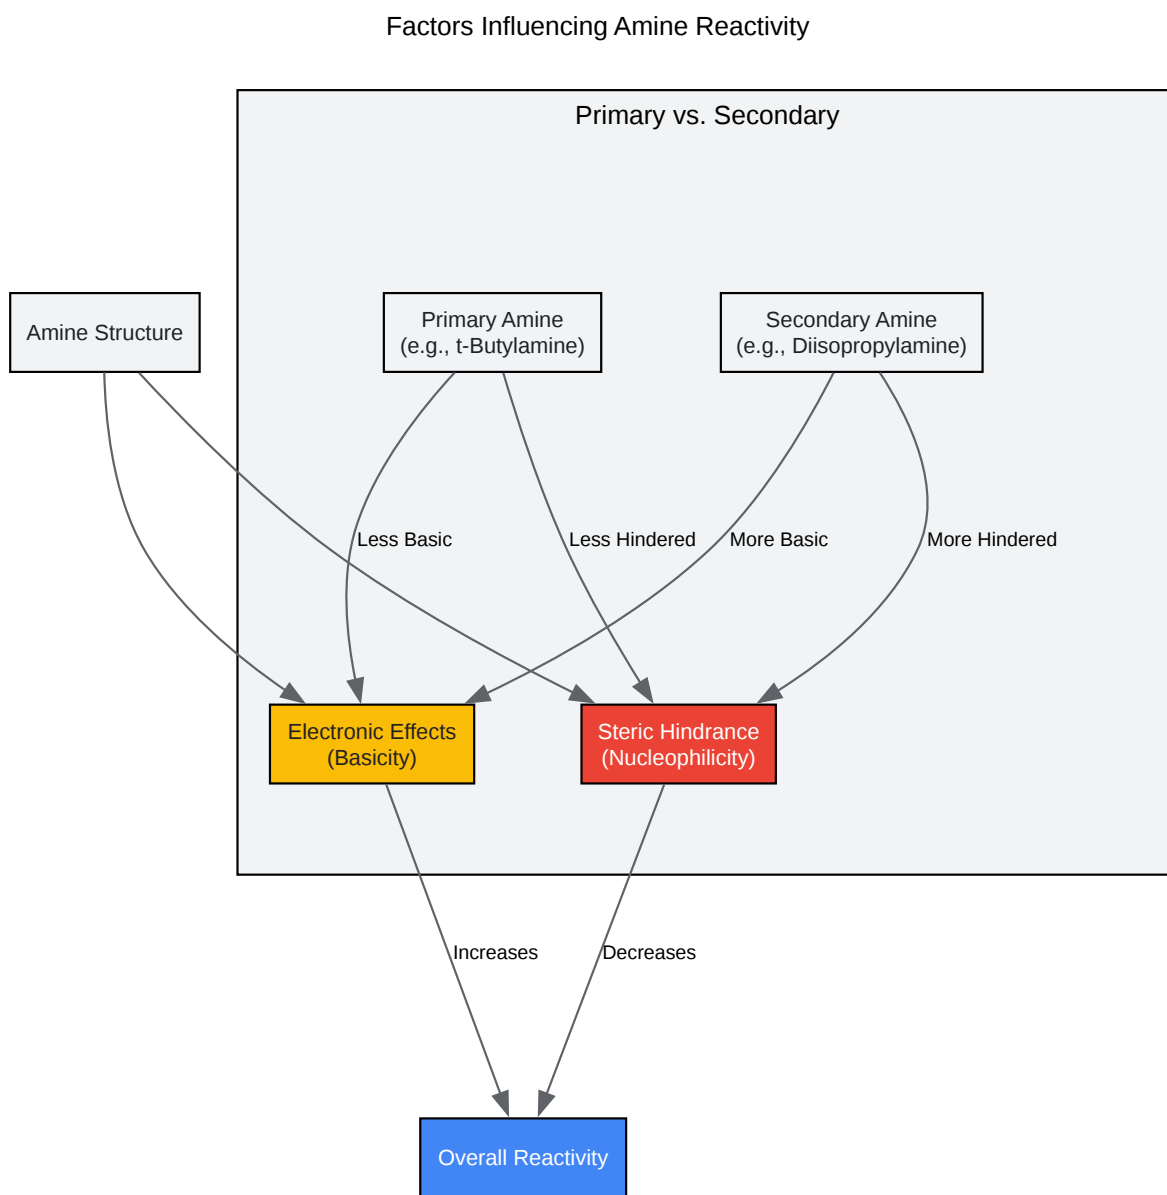 Factors Influencing Amine Reactivity
Primary vs. Secondary
Amine Structure
Primary Amine
(e.g., t-Butylamine)
Secondary Amine
(e.g., Diisopropylamine)
Less Basic
Less Hindered
More Basic
More Hindered
Electronic Effects
(Basicity)
Steric Hindrance
(Nucleophilicity)
Increases
Decreases
Overall Reactivity